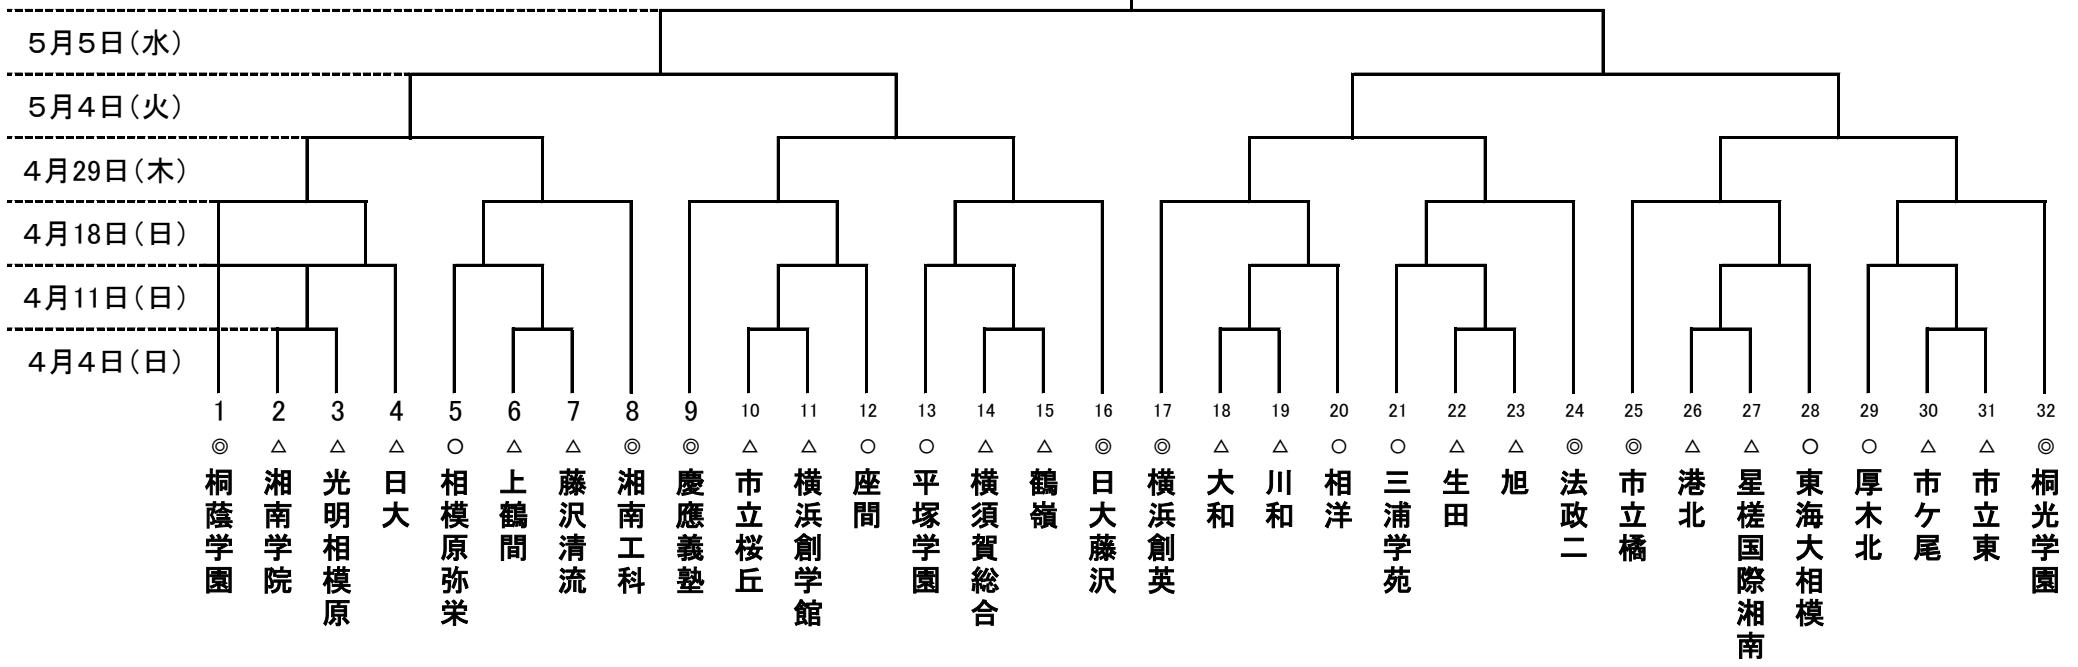 ５月５日（水）
５月４日（火）
４月29日（木）
４月18日（日）
４月11日（日）
４月４日（日）
1 2 3 4 5 6 7 8 9 10 11 12 13 14 15 16 17 18 19 20 21 22 23 24 25 26 27 28 29 30 31 32
◎ △ △ △ ○ △ △ ◎ ◎ △ △ ○ ○ △ △ ◎ ◎ △ △ ○ ○ △ △ ◎ ◎ △ △ ○ ○ △ △ ◎
桐蔭学園
湘南学院
光明相模原
日大
相模原弥栄
上鶴間
藤沢清流
湘南工科
慶應義塾
市立桜丘
横浜創学館
座間
平塚学園
横須賀総合
鶴嶺
日大藤沢
横浜創英
大和
川和
相洋
三浦学苑
生田
旭
法政二
市立橘
港北
星槎国際湘南
東海大相模
厚木北
市ケ尾
市立東
桐光学園